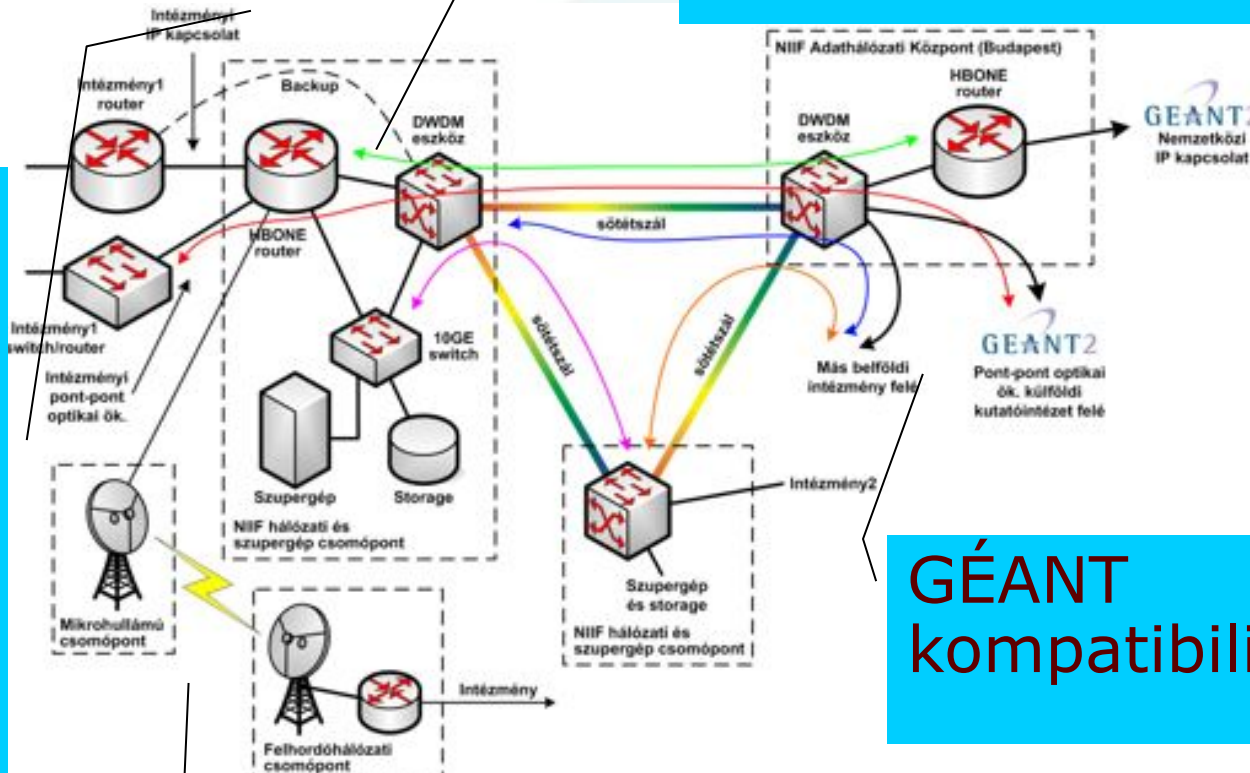 Intézményi
IP kapcsolat
Intézmény1
router
Backup
DWDM
eszköz
HBONE
router
Intézmény1
switch/router
Intézményi
pont-pont
optikai ök.
10GE
switch
Szupergép
Storage
NIIF hálózati és
szupergép csomópont
sötétszál
sötétszál
sötétszál
NIIF Adathálózati Központ (Budapest)
HBONE
router
DWDM
eszköz
GEANT2
Nemzetközi
IP kapcsolat
Más belföldi
intézmény felé
GEANT2
Pont-pont optikai
ök. külföldi
kutatóintézet felé
Intézmény2
Szupergép
és storage
NIIF hálózati és
szupergép csomópont
Mikrohullámú
csomópont
Intézmény
Felhordóhálózati
csomópont
GÉANT
kompatibili